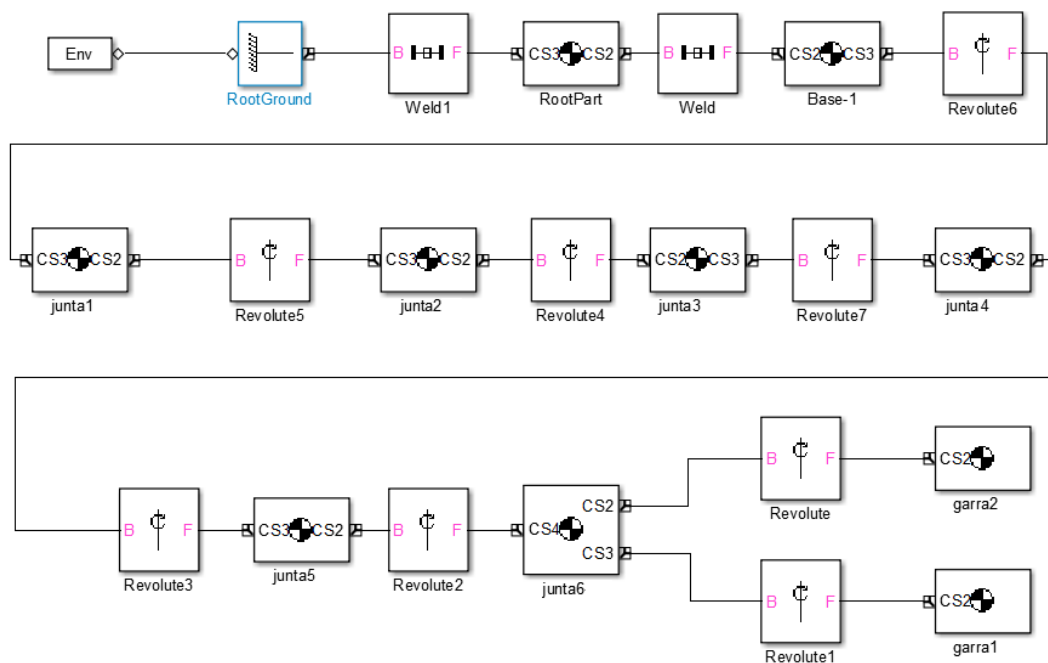 Env
RootGround
B F
Weld1
CS3 CS2
RootPart
B F
Weld
CS2 CS3
Base-1
B F
Revolute6
CS3 CS2
junta1
B F
Revolute5
CS3 CS2
junta2
B F
Revolute4
CS2 CS3
junta3
B F
Revolute7
CS3 CS2
junta4
B F
Revolute3
CS3 CS2
junta5
B F
Revolute2
CS4
CS2
CS3
junta6
B F
Revolute
CS2
garra2
B F
Revolute1
CS2
garra1